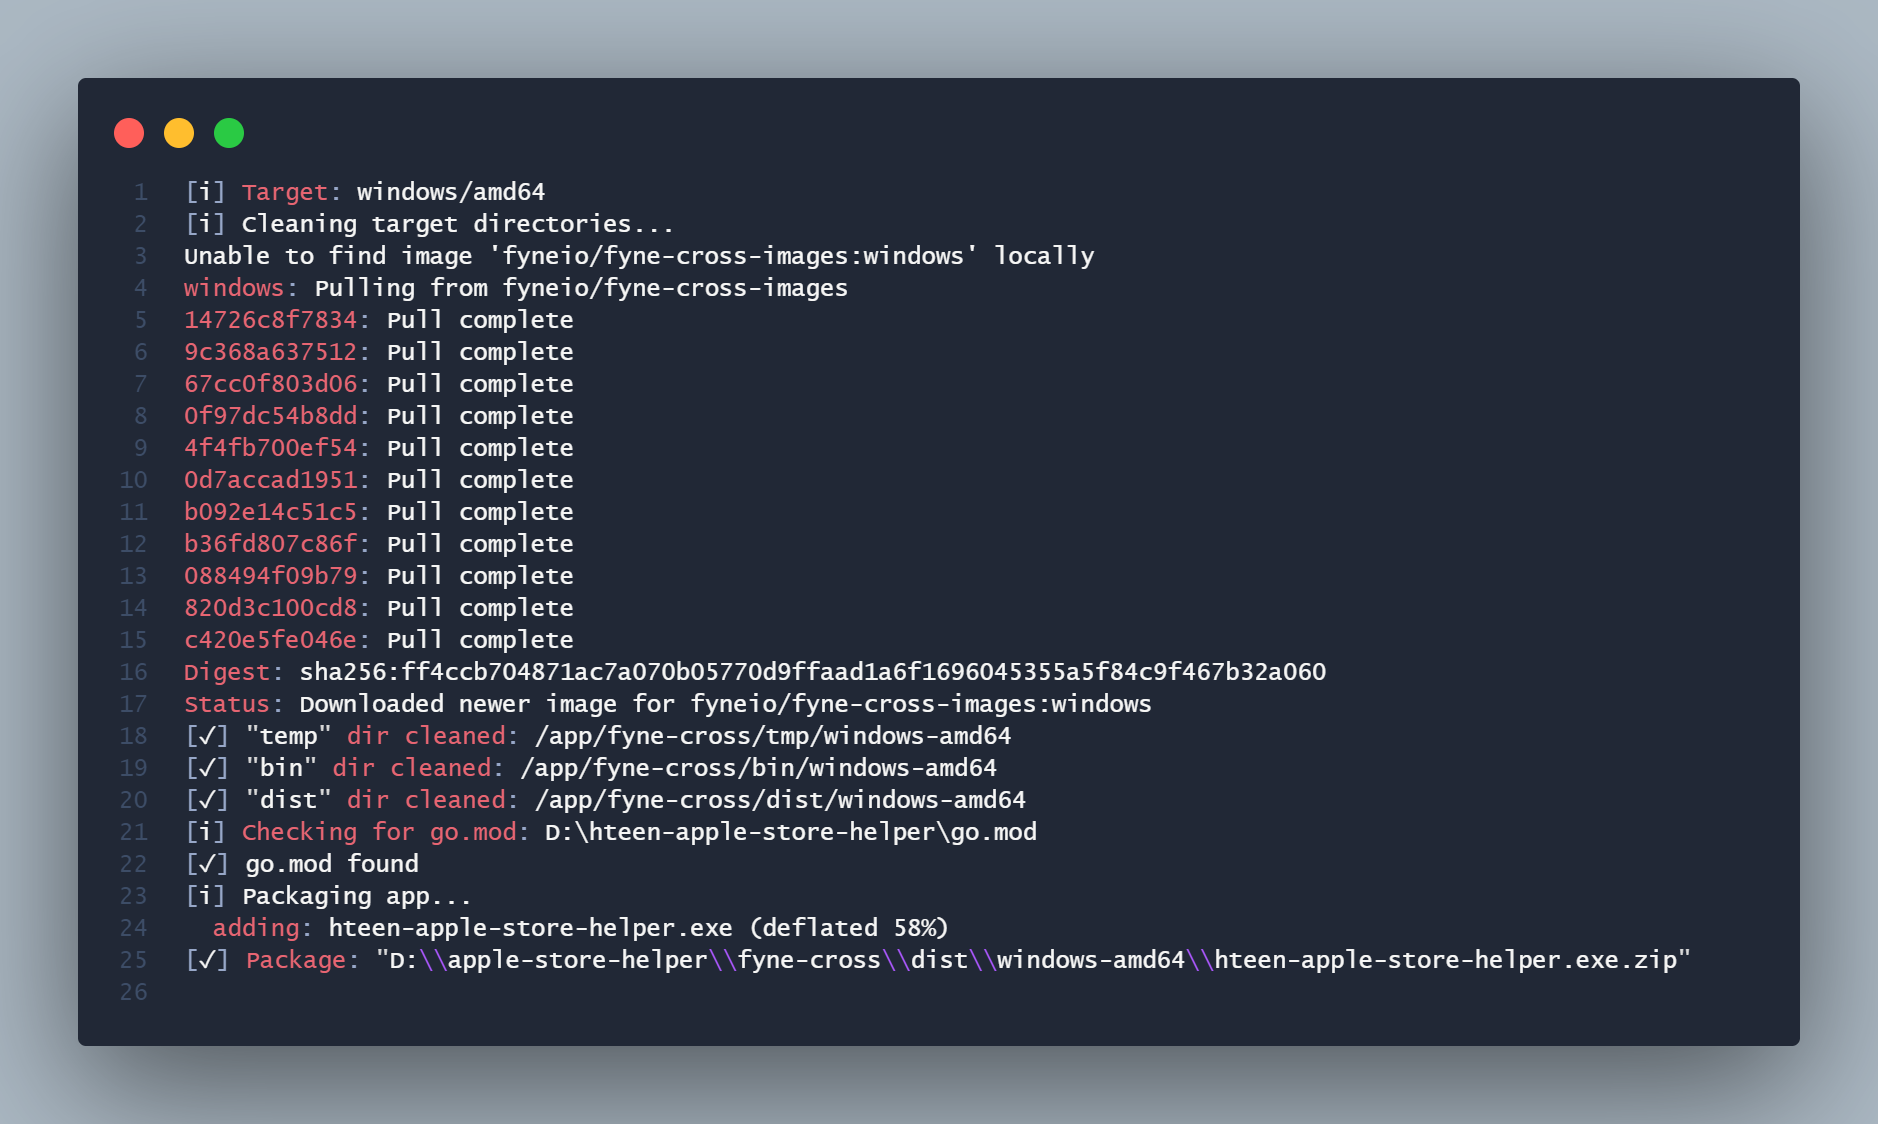 1 [i] Target: windows/amd64
2 [i] Cleaning target directories...
3 Unable to find image 'fyneio/fyne-cross-images:windows' locally
4 windows: Pulling from fyneio/fyne-cross-images
5 14726c8f7834: Pull complete
6 9c368a637512: Pull complete
7 67cc0f803d06: Pull complete
8 0f97dc54b8dd: Pull complete
9 4f4fb700ef54: Pull complete
10 0d7accad1951: Pull complete
11 b092e14c51c5: Pull complete
12 b36fd807c86f: Pull complete
13 088494f09b79: Pull complete
14 820d3c100cd8: Pull complete
15 c420e5fe046e: Pull complete
16 Digest: sha256:ff4ccb704871ac7a070b05770d9ffaad1a6f1696045355a5f84c9f467b32a060
17 Status: Downloaded newer image for fyneio/fyne-cross-images:windows
18 [✓] "temp" dir cleaned: /app/fyne-cross/tmp/windows-amd64
19 [✓] "bin" dir cleaned: /app/fyne-cross/bin/windows-amd64
20 [✓] "dist" dir cleaned: /app/fyne-cross/dist/windows-amd64
21 [i] Checking for go.mod: D:\hteen-apple-store-helper\go.mod
22 [✓] go.mod found
23 [i] Packaging app...
24   adding: hteen-apple-store-helper.exe (deflated 58%)
25 [✓] Package: "D:\\apple-store-helper\\fyne-cross\\dist\\windows-amd64\\hteen-apple-store-helper.exe.zip"
26